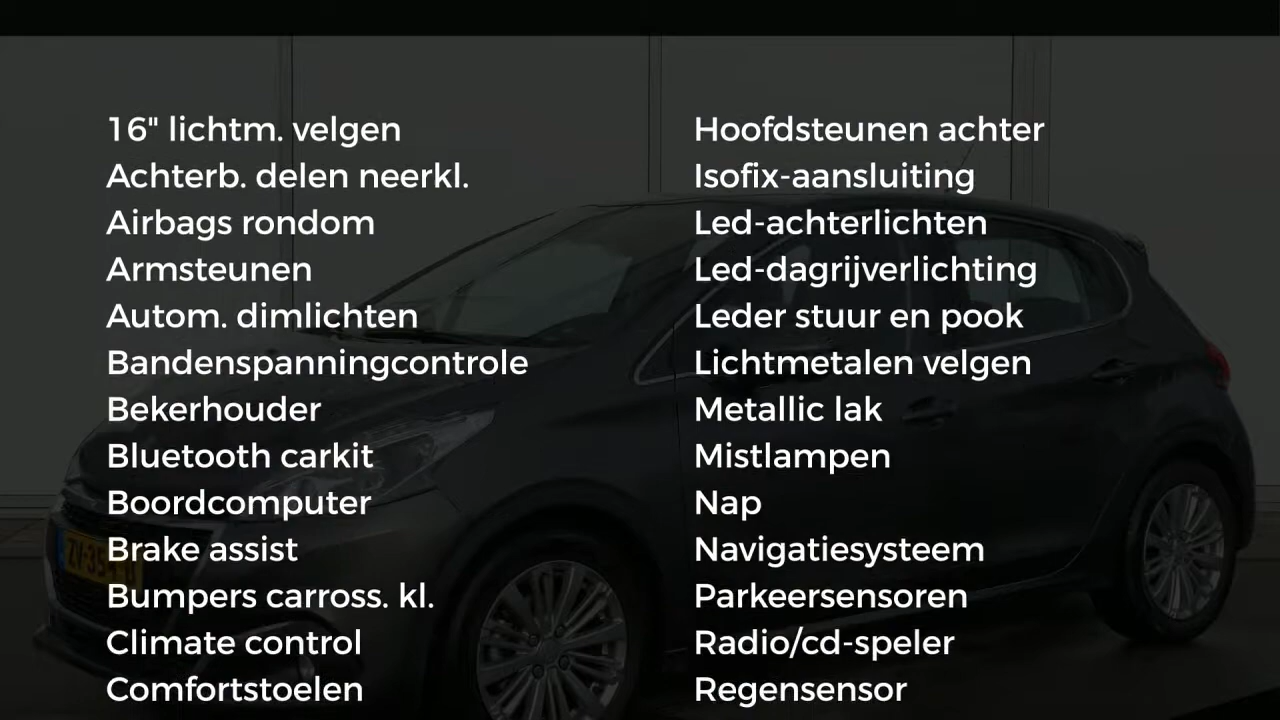 16" lichtm. velgen
Achterb. delen neerkl.
Airbags rondom
Armsteunen
Autom. dimlichten
Bandenspanningcontrole
Bekerhouder
Bluetooth carkit
Boordcomputer
Brake assist
Bumpers carross. kl.
Climate control
Comfortstoelen
Hoofdsteunen achter
Isofix-aansluiting
Led-achterlichten
Led-dagrijverlichting
Leder stuur en pook
Lichtmetalen velgen
Metallic lak
Mistlampen
Nap
Navigatiesysteem
Parkeersensoren
Radio/cd-speler
Regensensor